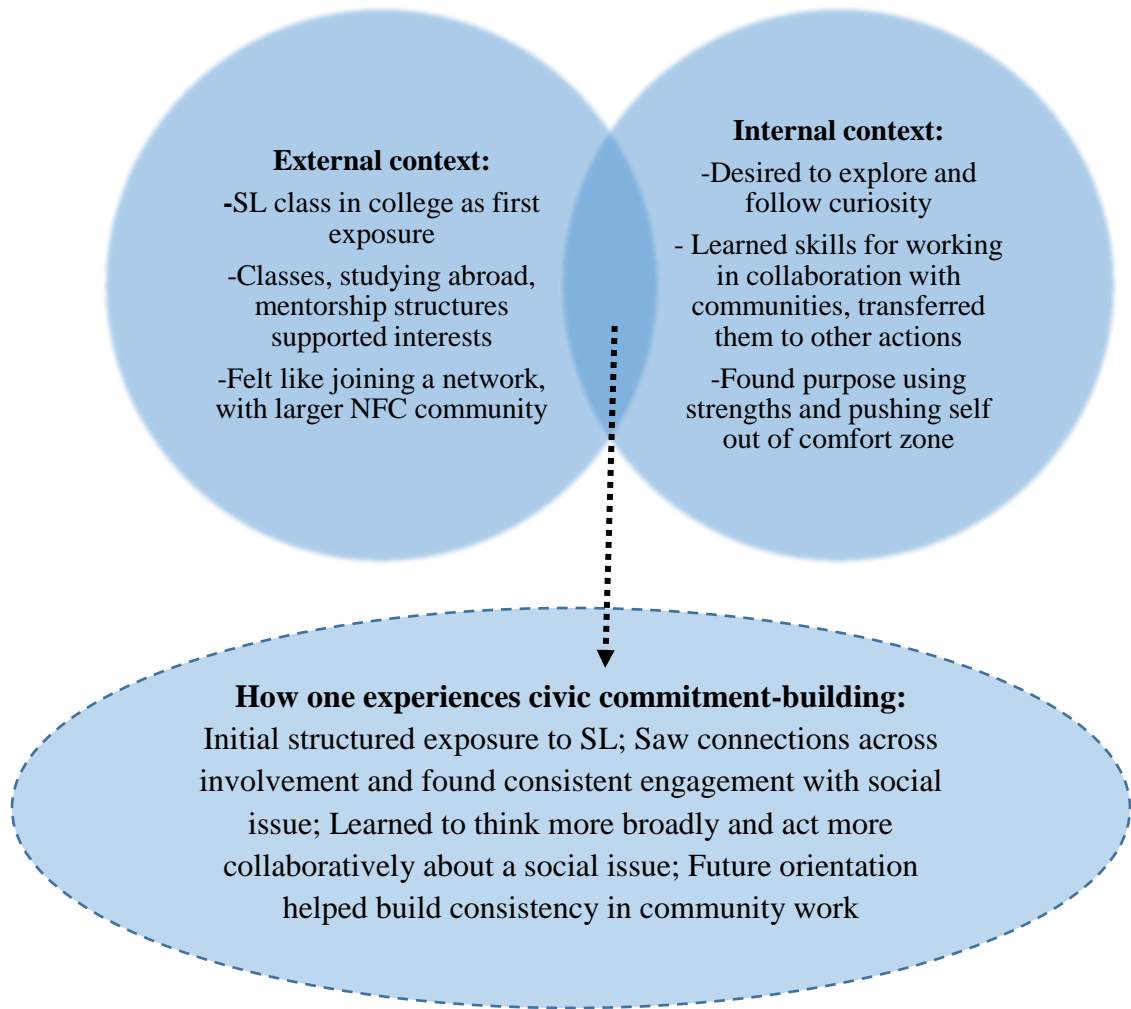 External context:
-SL class in college as first
exposure
-Classes, studying abroad,
mentorship structures
supported interests
-Felt like joining a network,
with larger NFC community
Internal context:
-Desired to explore and
follow curiosity
- Learned skills for working
in collaboration with
communities, transferred
them to other actions
-Found purpose using
strengths and pushing self
out of comfort zone
How one experiences civic commitment-building:
Initial structured exposure to SL; Saw connections across
involvement and found consistent engagement with social
issue; Learned to think more broadly and act more
collaboratively about a social issue; Future orientation
helped build consistency in community work